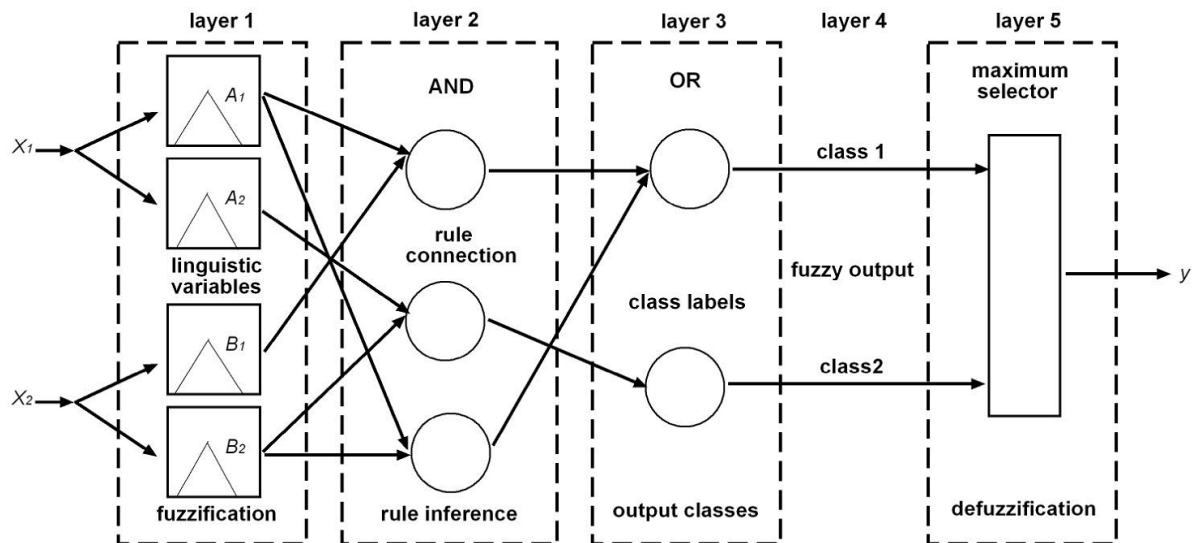 layer 1
layer 2
layer 3
layer 4
layer 5
X1
A1
A2
linguistic
variables
X2
B1
B2
fuzzification
AND
rule
connection
rule inference
OR
class labels
output classes
class 1
fuzzy output
class2
maximum
selector
defuzzification
y